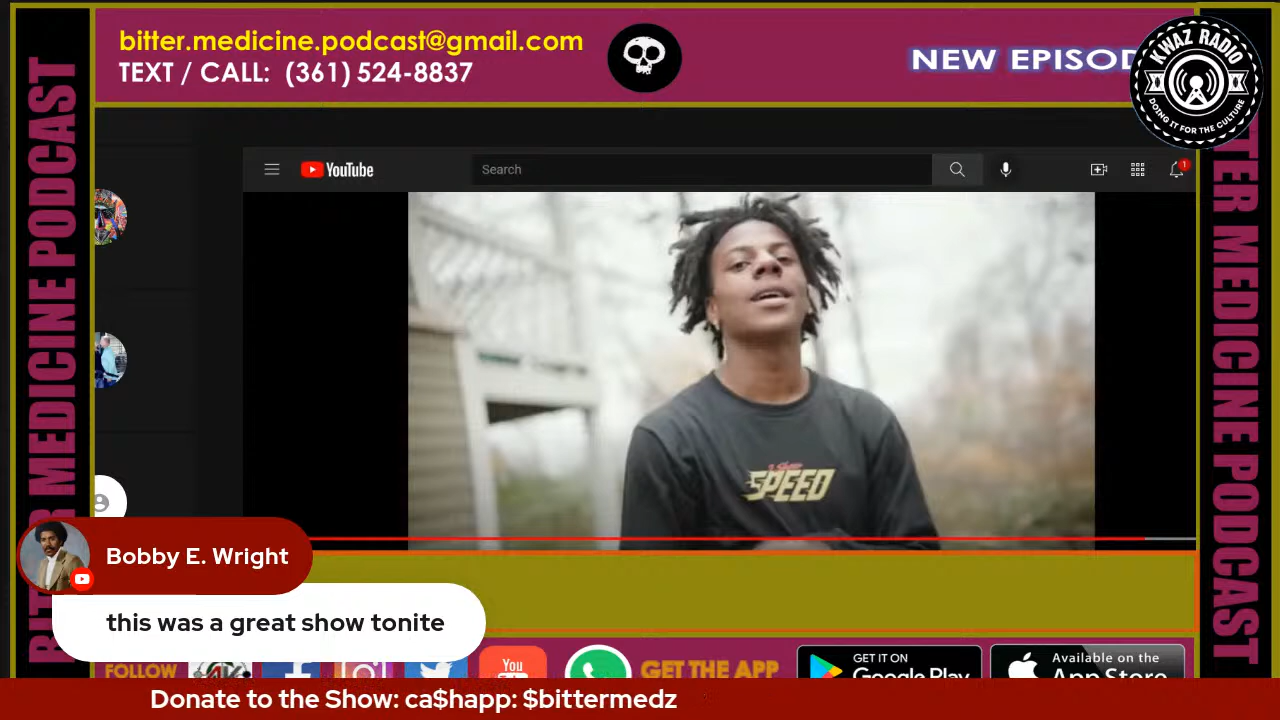 bitter.medicine.podcast@gmail.com
TEXT / CALL: (361) 524-8837
NEW EPISOD
KWAZ RADIO
DOING IT FOR THE CULTURE
BITTER MEDICINE PODCAST
TER MEDICINE PODCAST
YouTube
Search
1
SPEED
Bobby E. Wright
this was a great show tonite
FOLLOW
You
GET THE APP
GET IT ON
Google Play
Available on the
App Store
Donate to the Show: ca$happ: $bittermedz